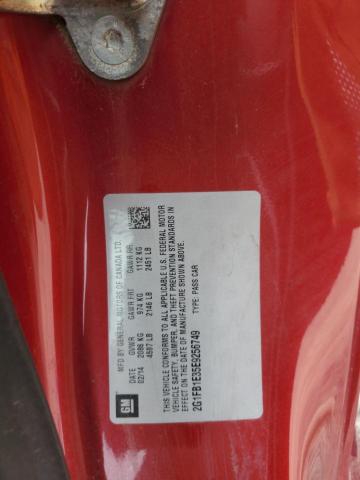 MFD BY GENERAL MOTORS OF CANADA LTD.
DATE GVWR GAWR FRT GAWR RR
02/14 2086 KG 974 KG 1112 KG
4597 LB 2146 LB 2451 LB
THIS VEHICLE CONFORMS TO ALL APPLICABLE U.S. FEDERAL MOTOR
VEHICLE SAFETY, BUMPER, AND THEFT PREVENTION STANDARDS IN
EFFECT ON THE DATE OF MANUFACTURE SHOWN ABOVE.
2G1FB1E35E9256749 TYPE: PASS CAR
GM